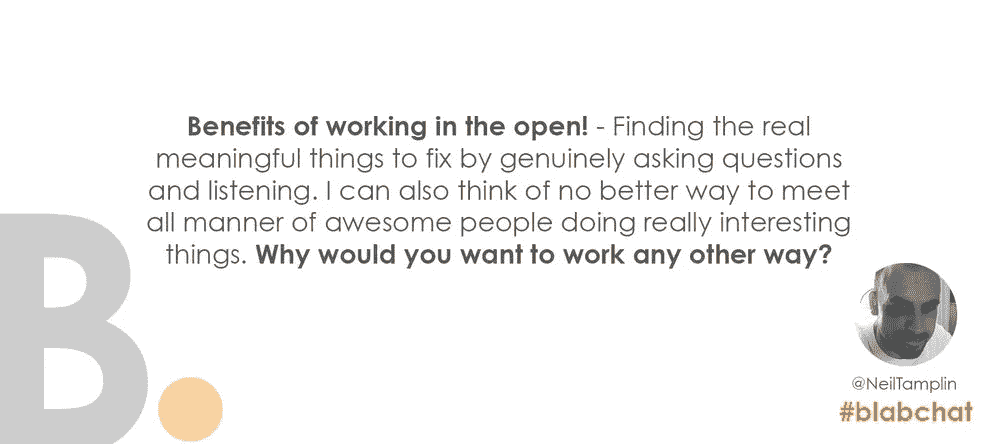 Benefits of working in the open! - Finding the real
meaningful things to fix by genuinely asking questions
and listening. I can also think of no better way to meet
all manner of awesome people doing really interesting
things. Why would you want to work any other way?
B.
@NeilTamplin
#blabchat